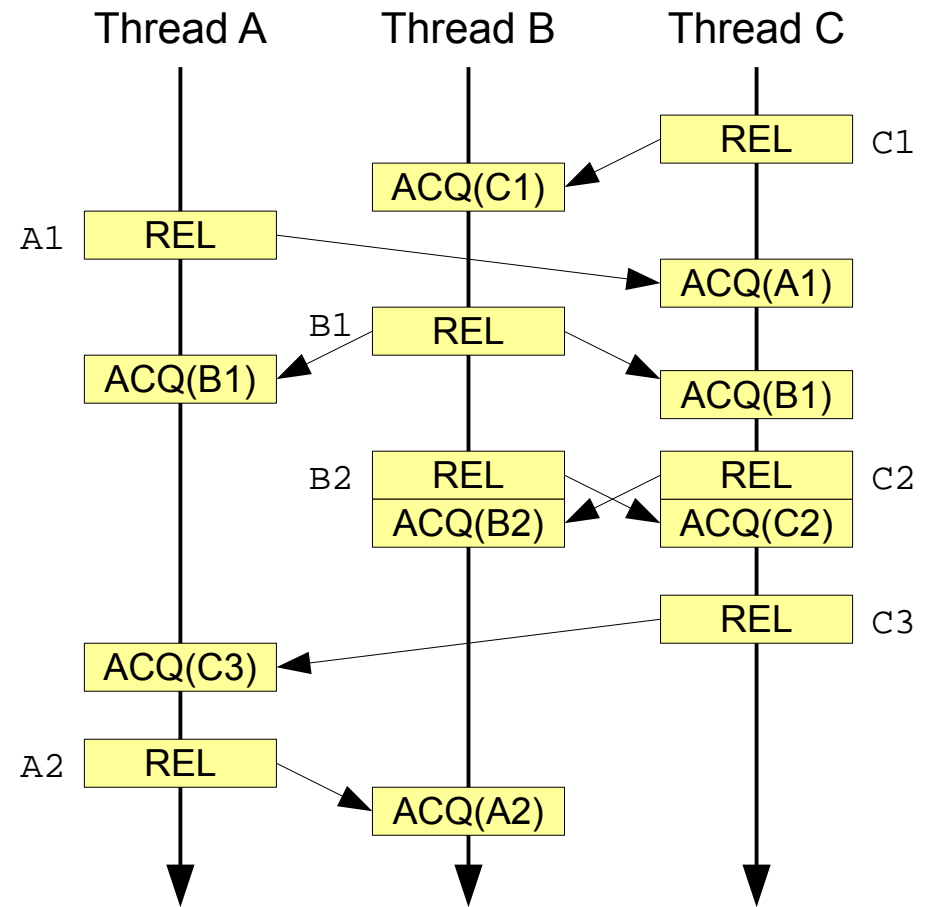 Thread A Thread B Thread C
REL C1
ACQ(C1)
A1 REL
ACQ(A1)
B1 REL
ACQ(B1)
ACQ(B1)
B2 REL REL C2
ACQ(B2) ACQ(C2)
REL C3
ACQ(C3)
A2 REL
ACQ(A2)